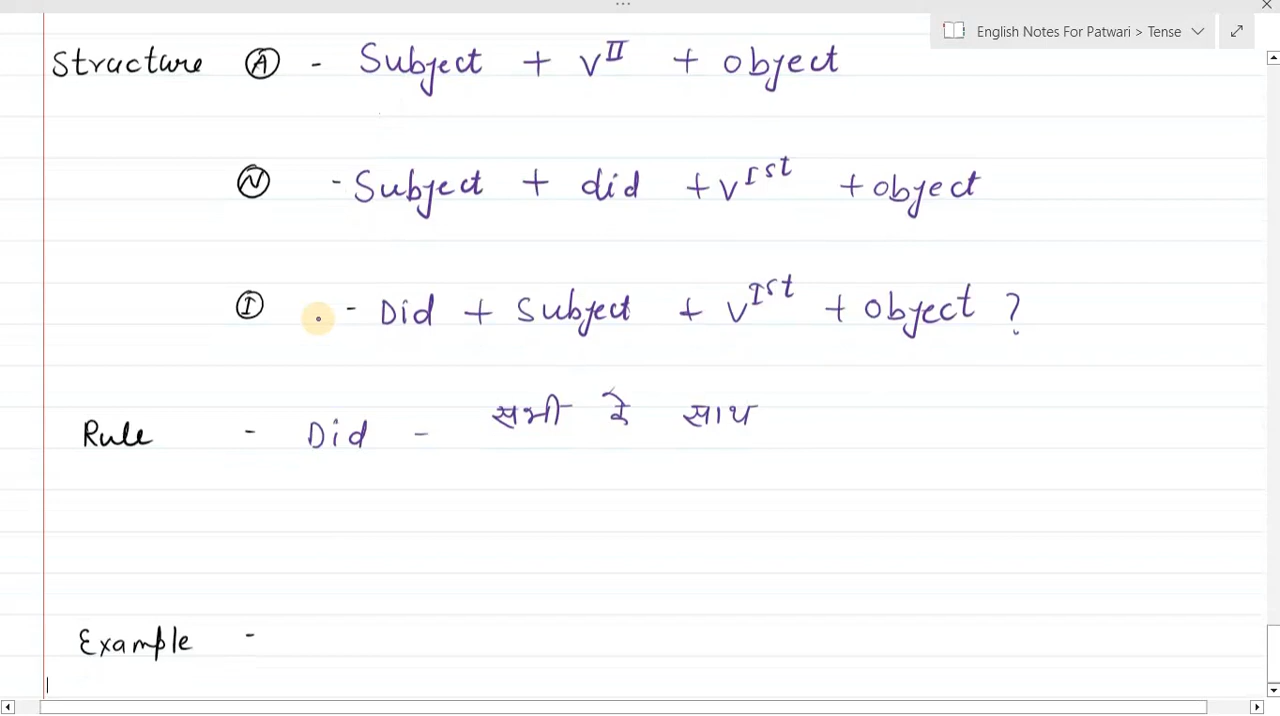 ...
English Notes For Patwari > Tense
Structure Ⓐ - Subject + V^II + object
Ⓝ - Subject + did + V^Ist + object
Ⓘ - Did + Subject + V^Ist + Object ?
Rule - Did - सभी के साथ
Example -